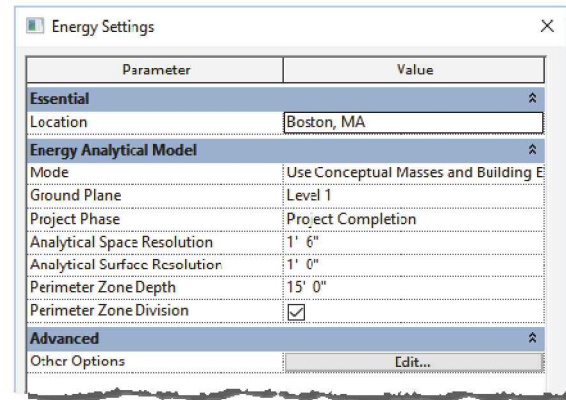 Energy Settings
Parameter Value
Essential
Location Boston, MA
Energy Analytical Model
Mode Use Conceptual Masses and Building E
Ground Plane Level 1
Project Phase Project Completion
Analytical Space Resolution 1' 6"
Analytical Surface Resolution 1' 0"
Perimeter Zone Depth 15' 0"
Perimeter Zone Division
Advanced
Other Options Edit...